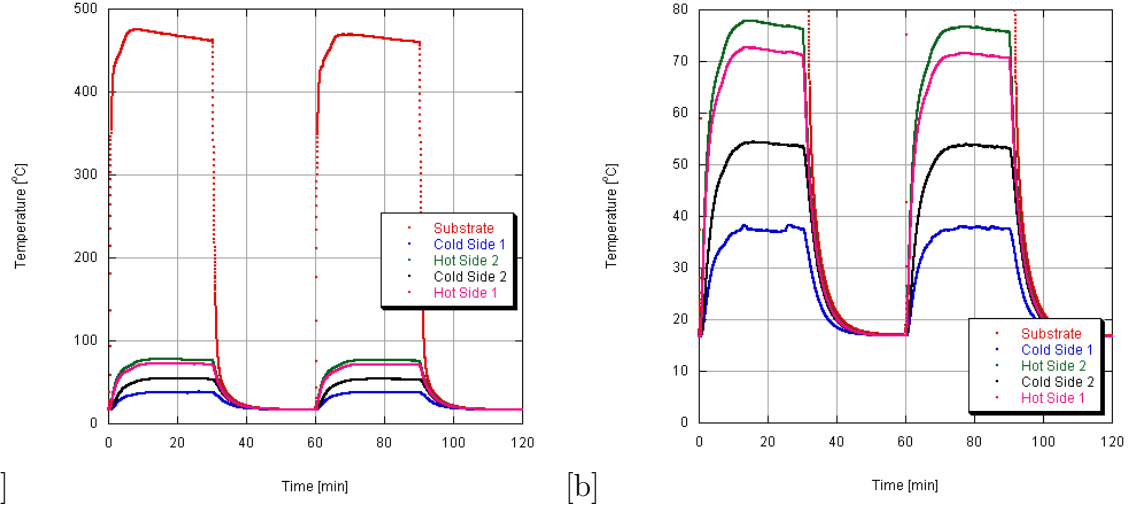 500
400
300
200
100
0
0
20
40
60
80
100
120
Temperature [°C]
Time [min]
Substrate
Cold Side 1
Hot Side 2
Cold Side 2
Hot Side 1
]
[b]
80
70
60
50
40
30
20
10
0
0
20
40
60
80
100
120
Temperature [°C]
Time [min]
Substrate
Cold Side 1
Hot Side 2
Cold Side 2
Hot Side 1